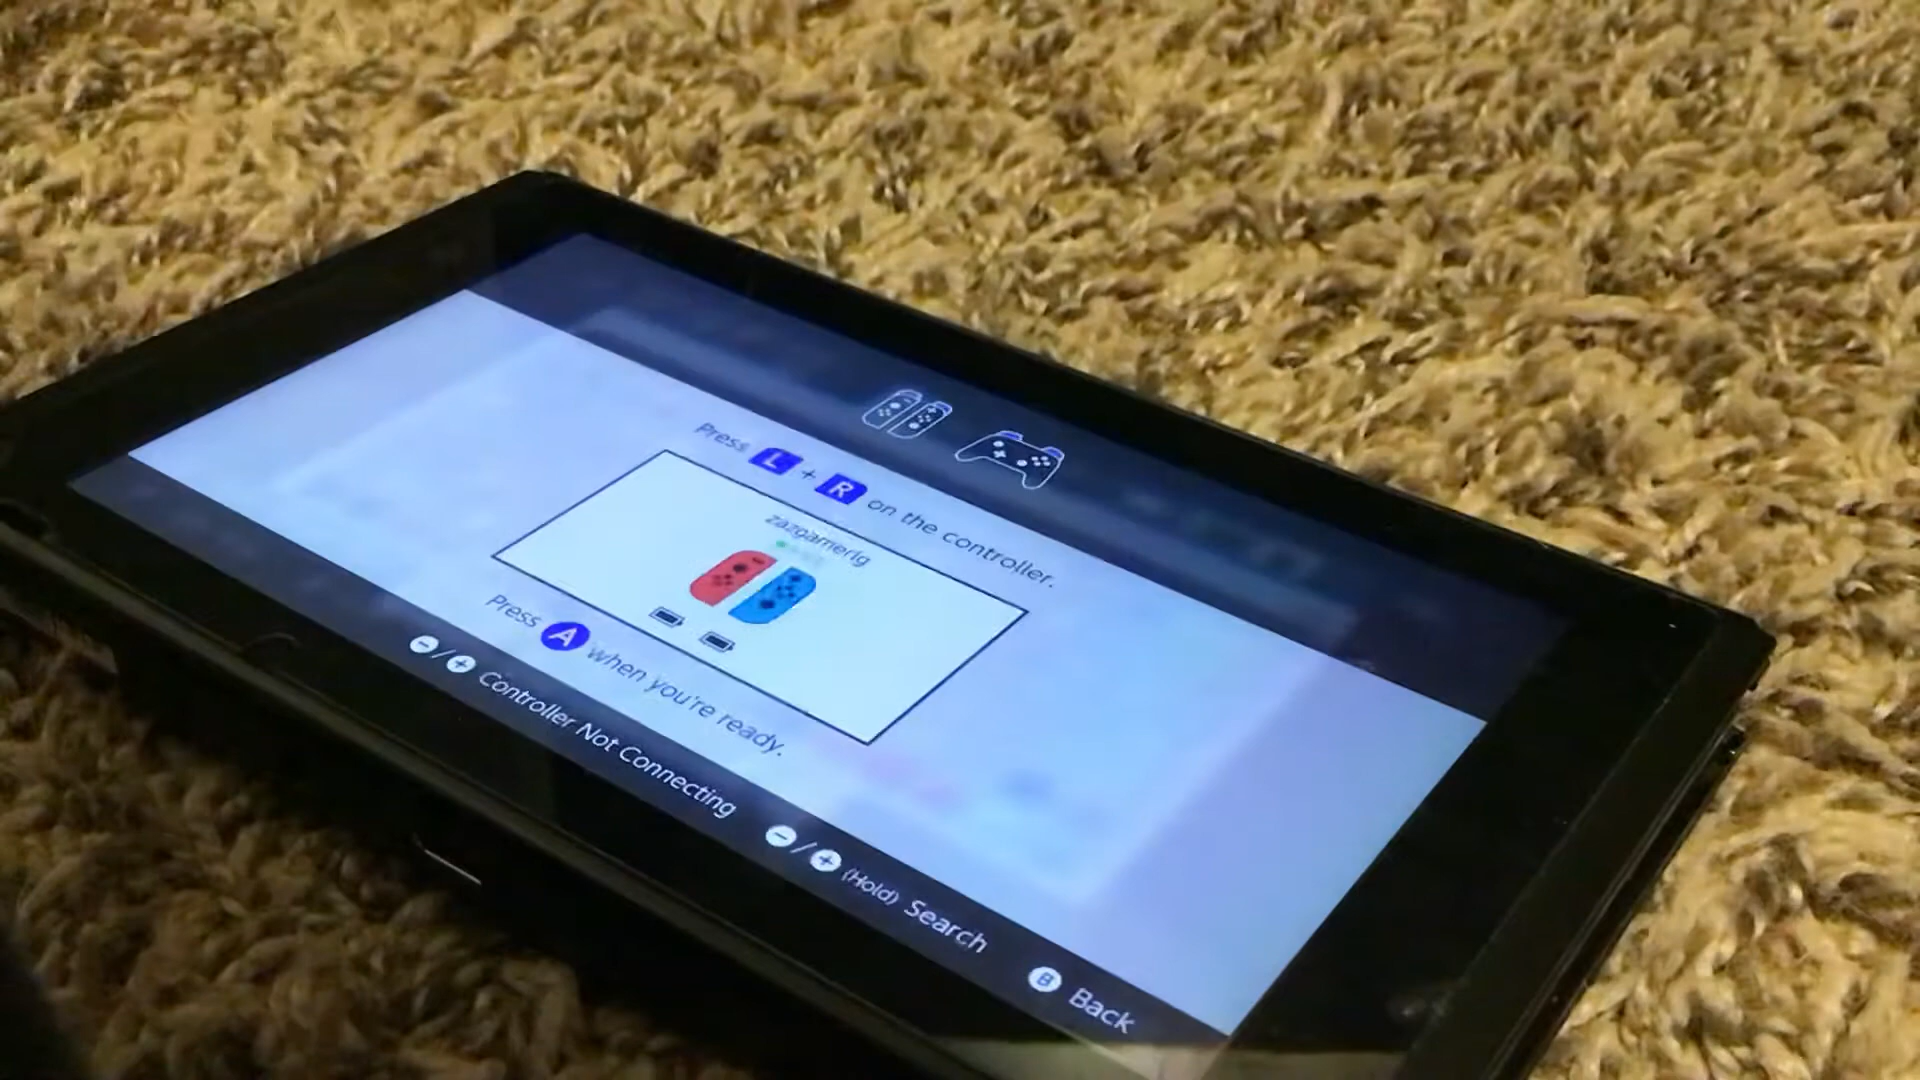 Press L + R on the controller.
zazgamerlg
Press A when you're ready.
−/+ Controller Not Connecting
−/+ (Hold) Search
B Back